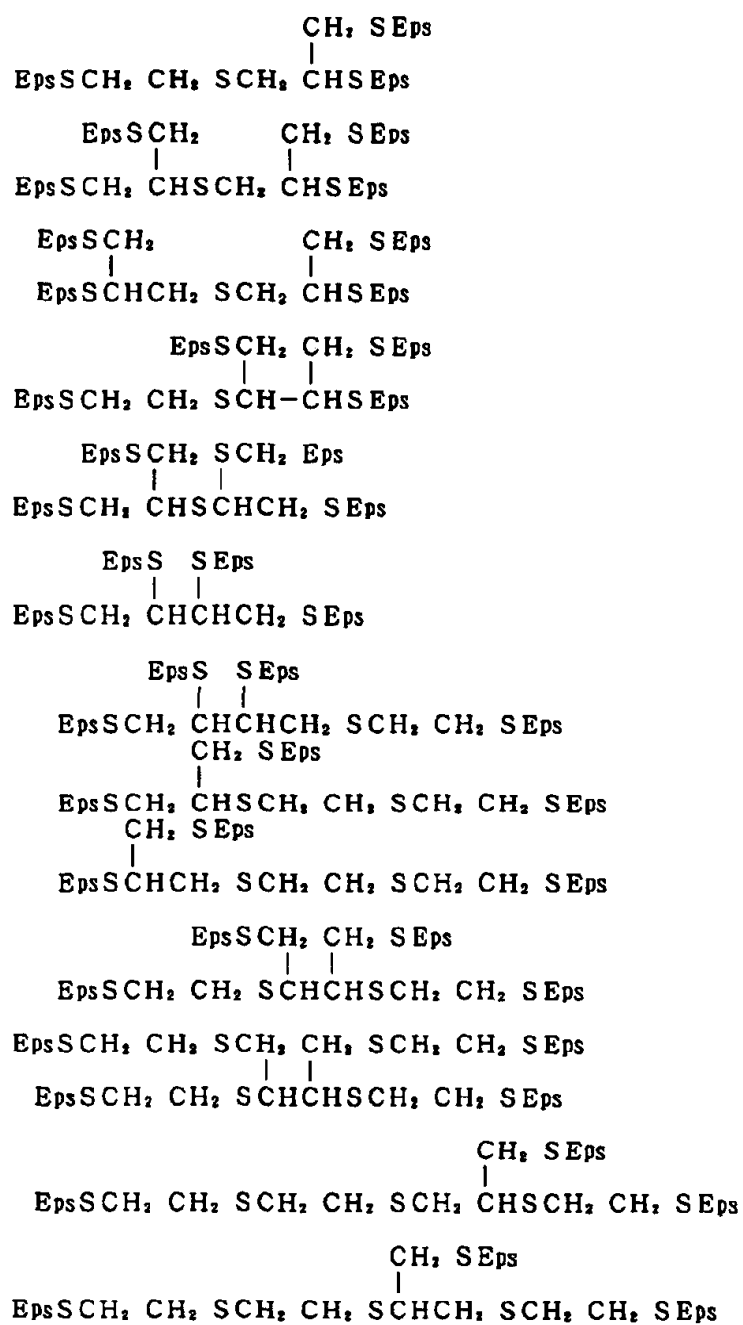 CH₂ SEps
EpsSCH₂ CH₂ SCH₂ CHSEps
EpsSCH₂ CH₂ SEps
EpsSCH₂ CHSCH₂ CHSEps
EpsSCH₂ CH₂ SEps
EpsSCHCH₂ SCH₂ CHSEps
EpsSCH₂ CH₂ SEps
EpsSCH₂ CH₂ SCH-CHSEps
EpsSCH₂ SCH₂ Eps
EpsSCH₂ CHSCHCH₂ SEps
EpsS SEps
EpsSCH₂ CHCHCH₂ SEps
EpsS SEps
EpsSCH₂ CHCHCH₂ SCH₂ CH₂ SEps
CH₂ SEps
EpsSCH₂ CHSCH₂ CH₂ SCH₂ CH₂ SEps
CH₂ SEps
EpsSCHCH₂ SCH₂ CH₂ SCH₂ CH₂ SEps
EpsSCH₂ CH₂ SEps
EpsSCH₂ CH₂ SCHCHSCH₂ CH₂ SEps
EpsSCH₂ CH₂ SCH₂ CH₂ SCH₂ CH₂ SEps
EpsSCH₂ CH₂ SCHCHSCH₂ CH₂ SEps
CH₂ SEps
EpsSCH₂ CH₂ SCH₂ CH₂ SCH₂ CHSCH₂ CH₂ SEps
CH₂ SEps
EpsSCH₂ CH₂ SCH₂ CH₂ SCHCH₂ SCH₂ CH₂ SEps